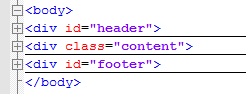 <body>
<div id="header">
<div class="content">
<div id="footer">
</body>